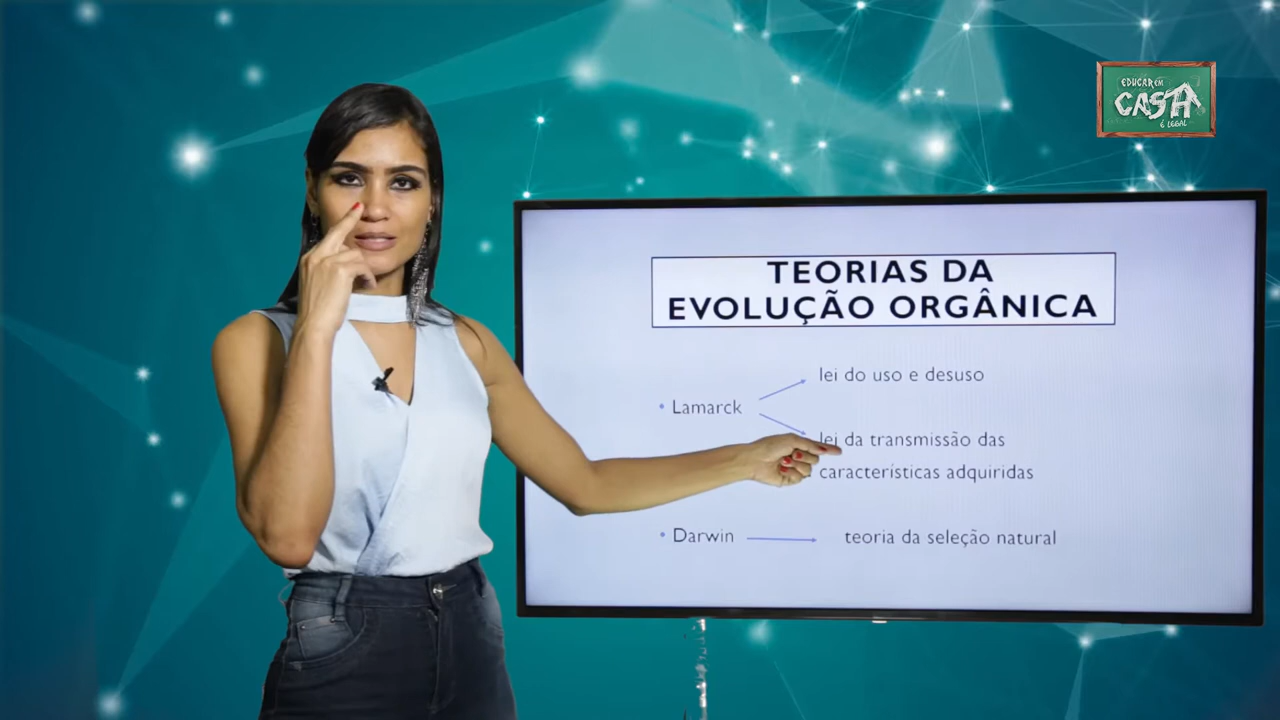 EDUCAR EM
CASA
É LEGAL
TEORIAS DA
EVOLUÇÃO ORGÂNICA
lei do uso e desuso
• Lamarck
lei da transmissão das
características adquiridas
• Darwin
teoria da seleção natural